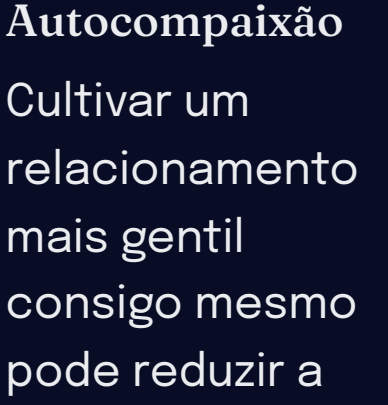 Autocompaixão
Cultivar um
relacionamento
mais gentil
consigo mesmo
pode reduzir a